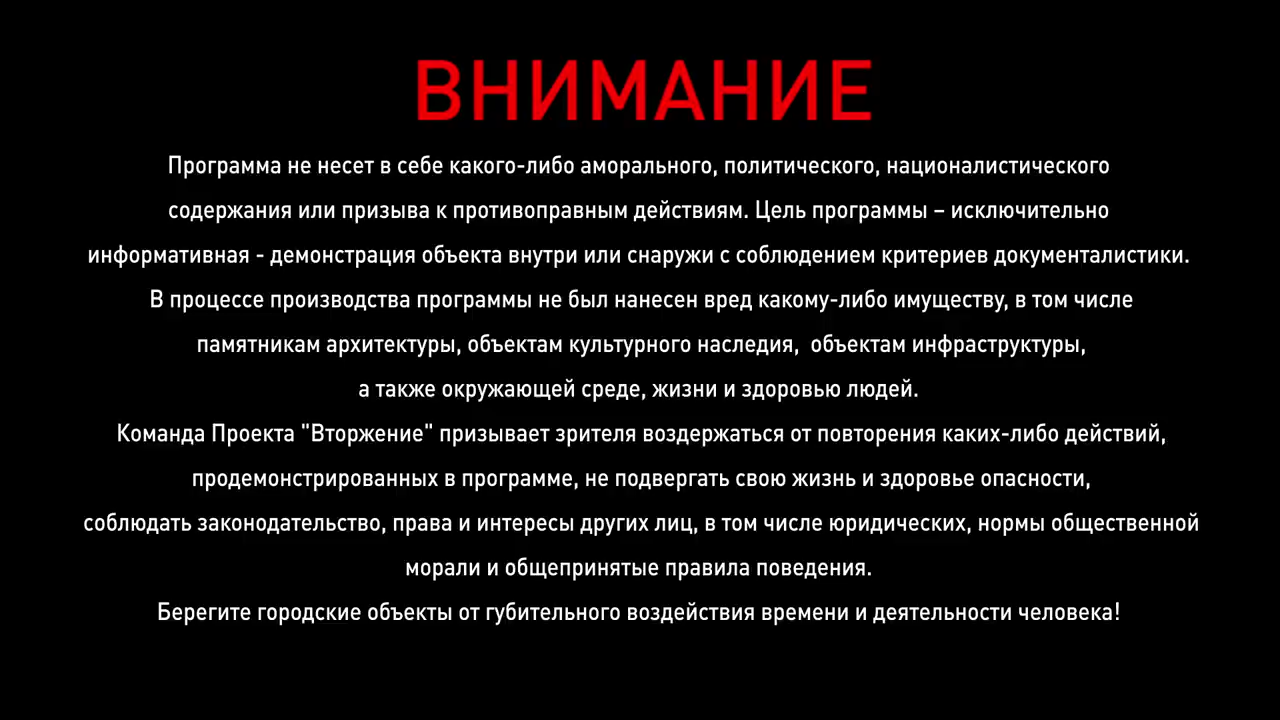 ВНИМАНИЕ
Программа не несет в себе какого-либо аморального, политического, националистического
содержания или призыва к противоправным действиям. Цель программы – исключительно
информативная - демонстрация объекта внутри или снаружи с соблюдением критериев документалистики.
В процессе производства программы не был нанесен вред какому-либо имуществу, в том числе
памятникам архитектуры, объектам культурного наследия,  объектам инфраструктуры,
а также окружающей среде, жизни и здоровью людей.
Команда Проекта "Вторжение" призывает зрителя воздержаться от повторения каких-либо действий,
продемонстрированных в программе, не подвергать свою жизнь и здоровье опасности,
соблюдать законодательство, права и интересы других лиц, в том числе юридических, нормы общественной
морали и общепринятые правила поведения.
Берегите городские объекты от губительного воздействия времени и деятельности человека!